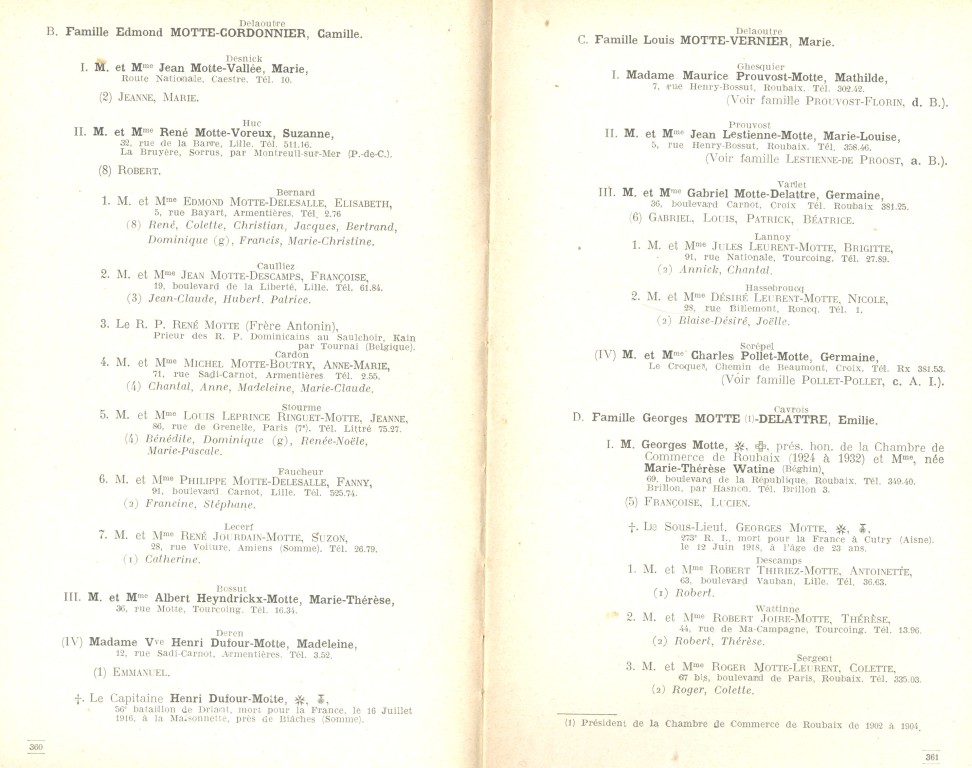 Delaoutre
B. Famille Edmond MOTTE-CORDONNIER, Camille.
Desnick
I. M. et Mme Jean Motte-Vallée, Marie,
Route Nationale, Caestre. Tél. 10.
(2) JEANNE, MARIE.
Huc
II. M. et Mme René Motte-Voreux, Suzanne,
32, rue de la Barre, Lille. Tél. 511.16.
La Bruyère, Sorrus, par Montreuil-sur-Mer (P.-de-C.).
(8) ROBERT.
Bernard
1. M. et Mme EDMOND MOTTE-DELESALLE, ELISABETH,
5, rue Bayart, Armentières. Tél. 2.76
(8) René, Colette, Christian, Jacques, Bertrand,
Dominique (g), Francis, Marie-Christine.
Caulliez
2. M. et Mme JEAN MOTTE-DESCAMPS, FRANÇOISE,
19, boulevard de la Liberté, Lille. Tél. 61.84.
(3) Jean-Claude, Hubert, Patrice.
3. Le R. P. RENÉ MOTTE (Frère Antonin),
Prieur des R. P. Dominicains au Saulchoir, Kain
par Tournai (Belgique).
Cardon
4. M. et Mme MICHEL MOTTE-BOUTRY, ANNE-MARIE,
71, rue Sadi-Carnot, Armentières Tél. 2.55.
(4) Chantal, Anne, Madeleine, Marie-Claude.
Stourme
5. M. et Mme LOUIS LEPRINCE RINGUET-MOTTE, JEANNE,
86, rue de Grenelle, Paris (7e). Tél. Littré 75.27.
(4) Bénédite, Dominique (g), Renée-Noële,
Marie-Pascale.
Faucheur
6. M. et Mme PHILIPPE MOTTE-DELESALLE, FANNY,
91, boulevard Carnot, Lille. Tél. 525.74.
(2) Francine, Stéphane.
Lecerf
7. M. et Mme RENÉ JOURDAIN-MOTTE, SUZON,
28, rue Voiture, Amiens (Somme). Tél. 26.79.
(1) Catherine.
Bossut
III. M. et Mme Albert Heyndrickx-Motte, Marie-Thérèse,
36, rue Motte, Tourcoing. Tél. 16.34.
Deren
(IV) Madame Vve Henri Dufour-Motte, Madeleine,
12, rue Sadi-Carnot, Armentières. Tél. 3.52.
(1) EMMANUEL.
†. Le Capitaine Henri Dufour-Motte,
56e bataillon de Driant, mort pour la France, le 16 Juillet
1916, à la Maisonnette, près de Biâches (Somme).
360
Delaoutre
C. Famille Louis MOTTE-VERNIER, Marie.
Ghesquier
I. Madame Maurice Prouvost-Motte, Mathilde,
7, rue Henry-Bossut, Roubaix. Tél. 302.42.
(Voir famille PROUVOST-FLORIN, d. B.).
Prouvost
II. M. et Mme Jean Lestienne-Motte, Marie-Louise,
5, rue Henry-Bossut, Roubaix. Tél. 358.46.
(Voir famille LESTIENNE-DE PROOST, a. B.).
Varlet
III. M. et Mme Gabriel Motte-Delattre, Germaine,
36, boulevard Carnot, Croix Tél. Roubaix 381.25.
(6) GABRIEL, LOUIS, PATRICK, BÉATRICE.
Lannoy
1. M. et Mme JULES LEURENT-MOTTE, BRIGITTE,
91, rue Nationale, Tourcoing. Tél. 27.89.
(2) Annick, Chantal.
Hassebroucq
2. M. et Mme DÉSIRÉ LEURENT-MOTTE, NICOLE,
28, rue Billemont, Roncq. Tél. 1.
(2) Blaise-Désiré, Joëlle.
Scrépel
(IV) M. et Mme Charles Pollet-Motte, Germaine,
Le Croquet, Chemin de Beaumont, Croix. Tél. Rx 381.53.
(Voir famille POLLET-POLLET, c. A. I.).
Cavrois
D. Famille Georges MOTTE (1)-DELATTRE, Emilie.
I. M. Georges Motte, prés. hon. de la Chambre de
Commerce de Roubaix (1924 à 1932) et Mme, née
Marie-Thérèse Watine (Béghin),
69, boulevard de la République, Roubaix. Tél. 349.40.
Brillon, par Hasnon. Tél. Brillon 3.
(5) FRANÇOISE, LUCIEN.
†. Le Sous-Lieut. GEORGES MOTTE,
273e R. I., mort pour la France à Cutry (Aisne).
le 12 Juin 1918, à l'âge de 23 ans.
Descamps
1. M. et Mme ROBERT THIRIEZ-MOTTE, ANTOINETTE,
63, boulevard Vauban, Lille. Tél. 36.63.
(1) Robert.
Wattinne
2. M. et Mme ROBERT JOIRE-MOTTE, THÉRÈSE,
44, rue de Ma-Campagne, Tourcoing. Tél. 13.96.
(2) Robert, Thérèse.
Sergent
3. M. et Mme ROGER MOTTE-LEURENT, COLETTE,
67 bis, boulevard de Paris, Roubaix. Tél. 335.03.
(2) Roger, Colette.
(1) Président de la Chambre de Commerce de Roubaix de 1902 à 1904.
361